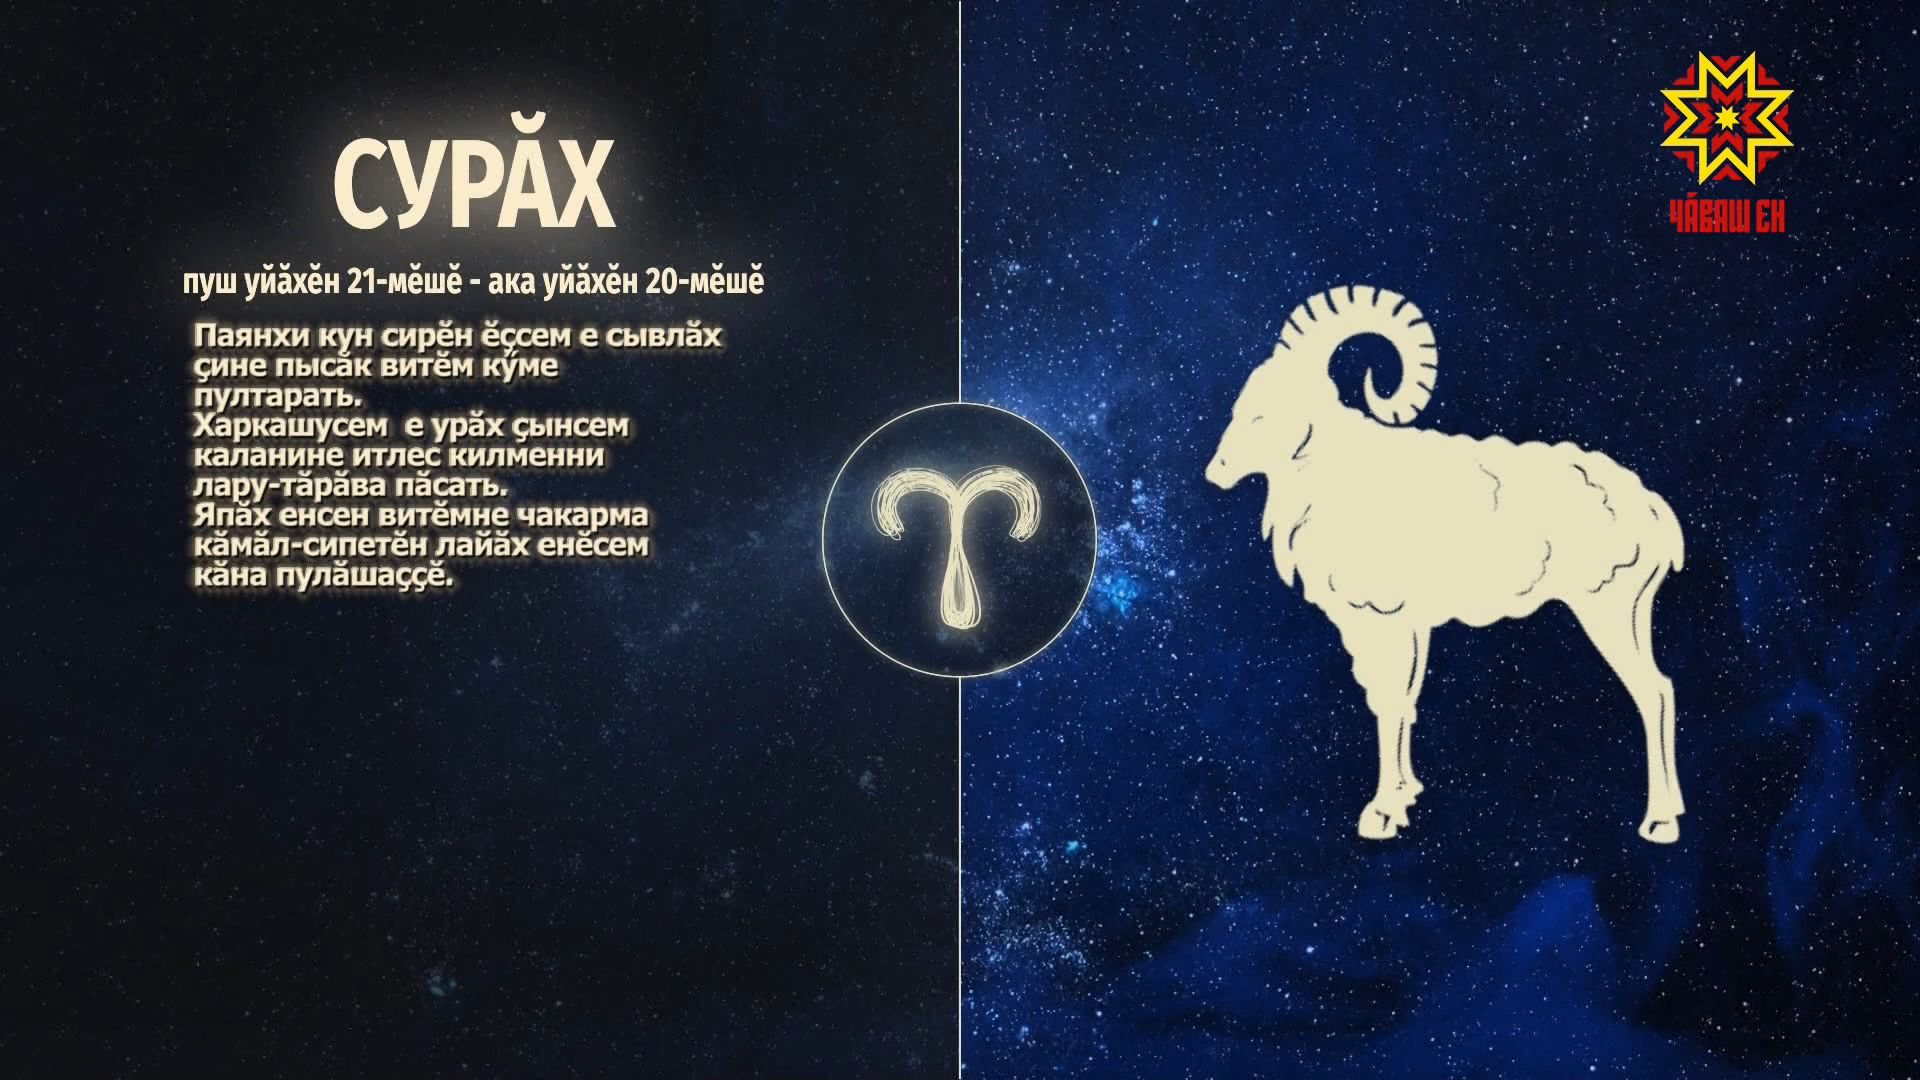 СУРӐХ
пуш уйӑхӗн 21-мӗшӗ - ака уйӑхӗн 20-мӗшӗ
Паянхи кун сирӗн ӗҫсем е сывлӑх
ҫине пысӑк витӗм кӳме
пултарать.
Харкашусем  е урӑх ҫынсем
каланине итлес килменни
лару-тӑрӑва пӑсать.
Япӑх енсен витӗмне чакарма
кӑмӑл-сипетӗн лайӑх енӗсем
кӑна пулӑшаҫҫӗ.
ЧӐВАШ ЕН